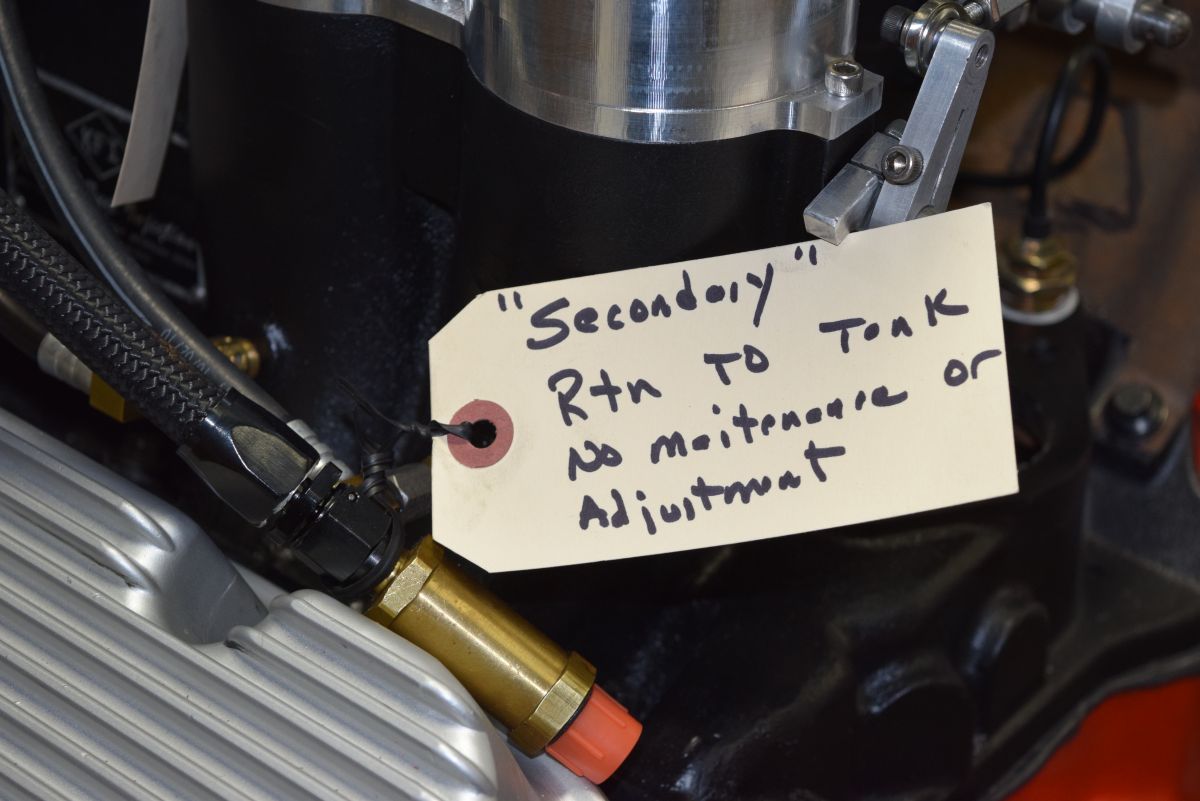 "Secondary"
Rtn TO Tank
No maitenance or
Adjustment